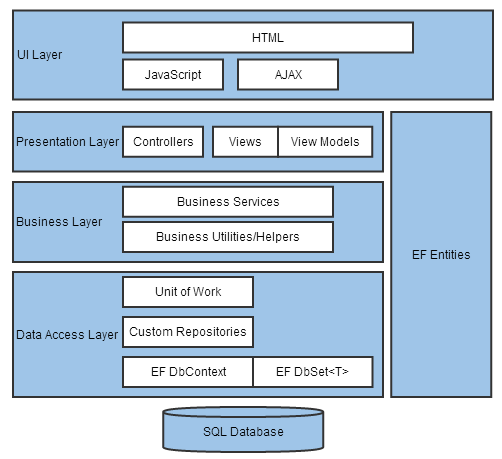 HTML
UI Layer
JavaScript
AJAX
Presentation Layer
Controllers
Views
View Models
Business Layer
Business Services
Business Utilities/Helpers
EF Entities
Data Access Layer
Unit of Work
Custom Repositories
EF DbContext
EF DbSet<T>
SQL Database